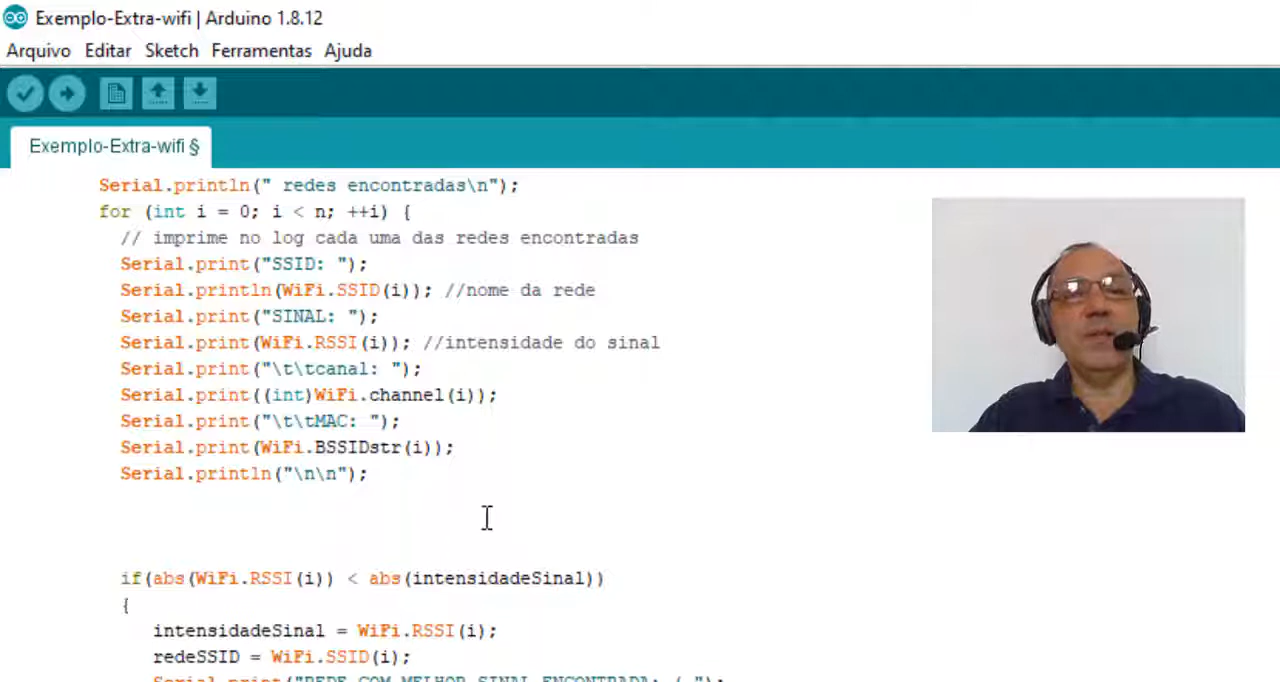 Exemplo-Extra-wifi | Arduino 1.8.12
Arquivo Editar Sketch Ferramentas Ajuda
Exemplo-Extra-wifi §
Serial.println(" redes encontradas\n");
for (int i = 0; i < n; ++i) {
// imprime no log cada uma das redes encontradas
Serial.print("SSID: ");
Serial.println(WiFi.SSID(i)); //nome da rede
Serial.print("SINAL: ");
Serial.print(WiFi.RSSI(i)); //intensidade do sinal
Serial.print("\t\tcanal: ");
Serial.print((int)WiFi.channel(i));
Serial.print("\t\tMAC: ");
Serial.print(WiFi.BSSIDstr(i));
Serial.println("\n\n");
if(abs(WiFi.RSSI(i)) < abs(intensidadeSinal))
{
intensidadeSinal = WiFi.RSSI(i);
redeSSID = WiFi.SSID(i);
Serial.print("REDE COM MELHOR SINAL ENCONTRADA: ( ");